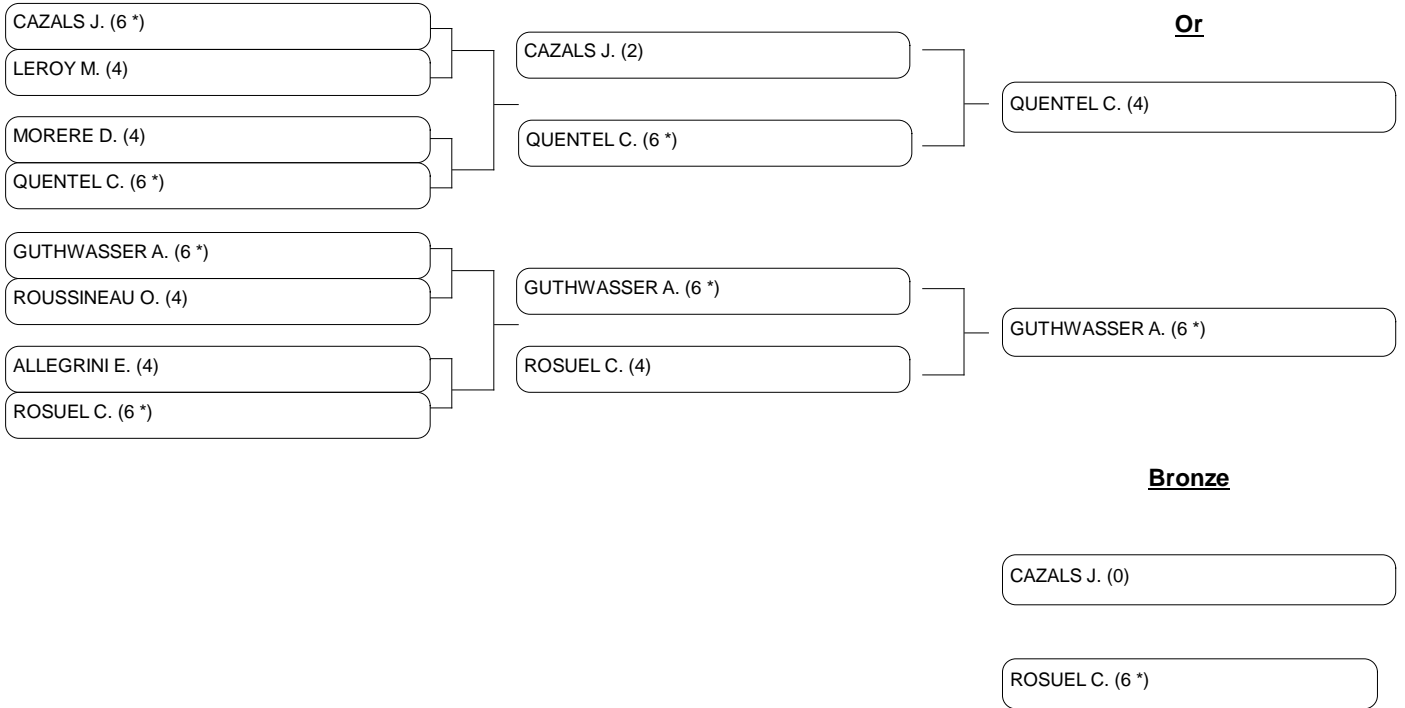 CAZALS J. (6 *)
LEROY M. (4)
MORERE D. (4)
QUENTEL C. (6 *)
GUTHWASSER A. (6 *)
ROUSSINEAU O. (4)
ALLEGRINI E. (4)
ROSUEL C. (6 *)
CAZALS J. (2)
QUENTEL C. (6 *)
GUTHWASSER A. (6 *)
ROSUEL C. (4)
Or
QUENTEL C. (4)
GUTHWASSER A. (6 *)
Bronze
CAZALS J. (0)
ROSUEL C. (6 *)